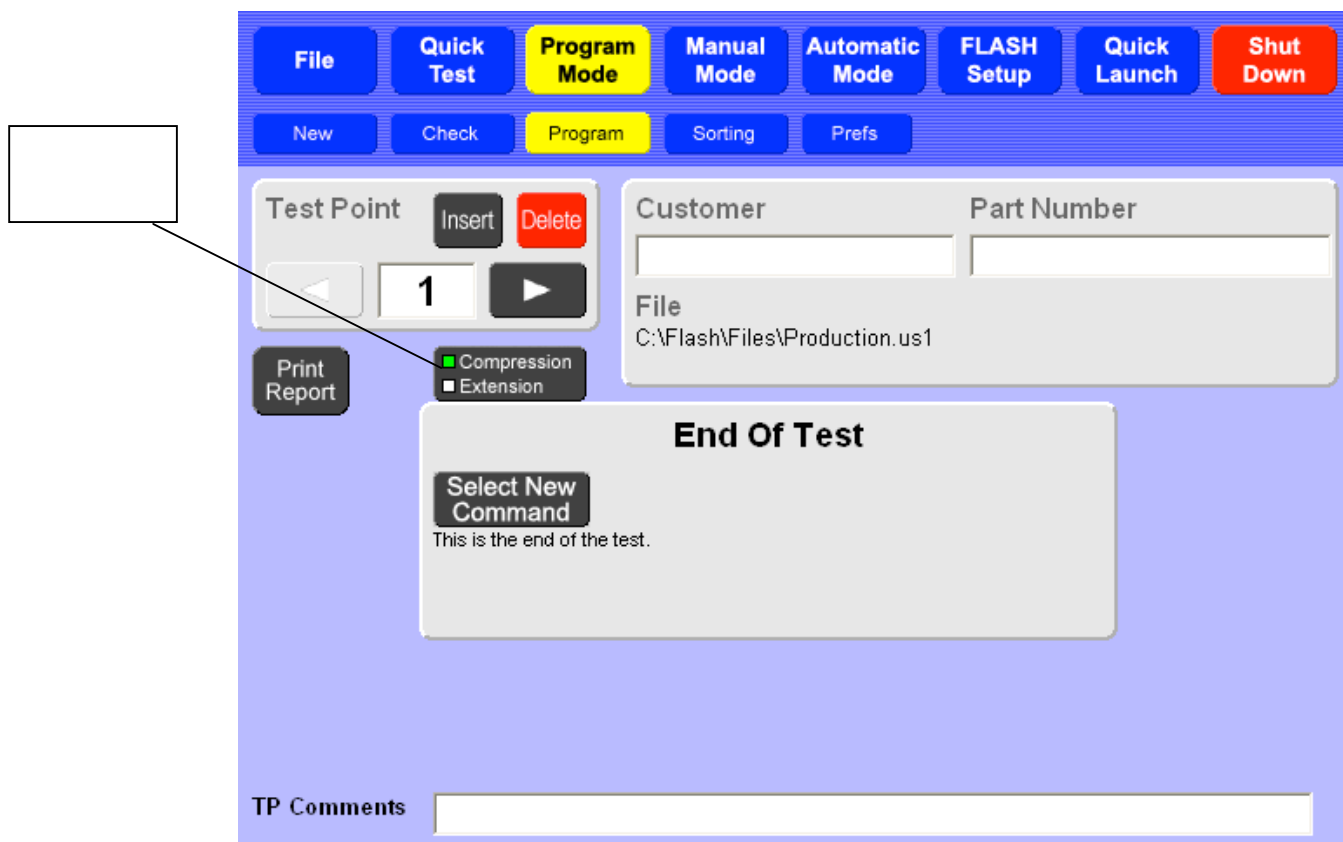 File
Quick
Test
Program
Mode
Manual
Mode
Automatic
Mode
FLASH
Setup
Quick
Launch
Shut
Down
New
Check
Program
Sorting
Prefs
Test Point
Insert
Delete
1
Customer
Part Number
File
C:\Flash\Files\Production.us1
Print
Report
Compression
Extension
End Of Test
Select New
Command
This is the end of the test.
TP Comments